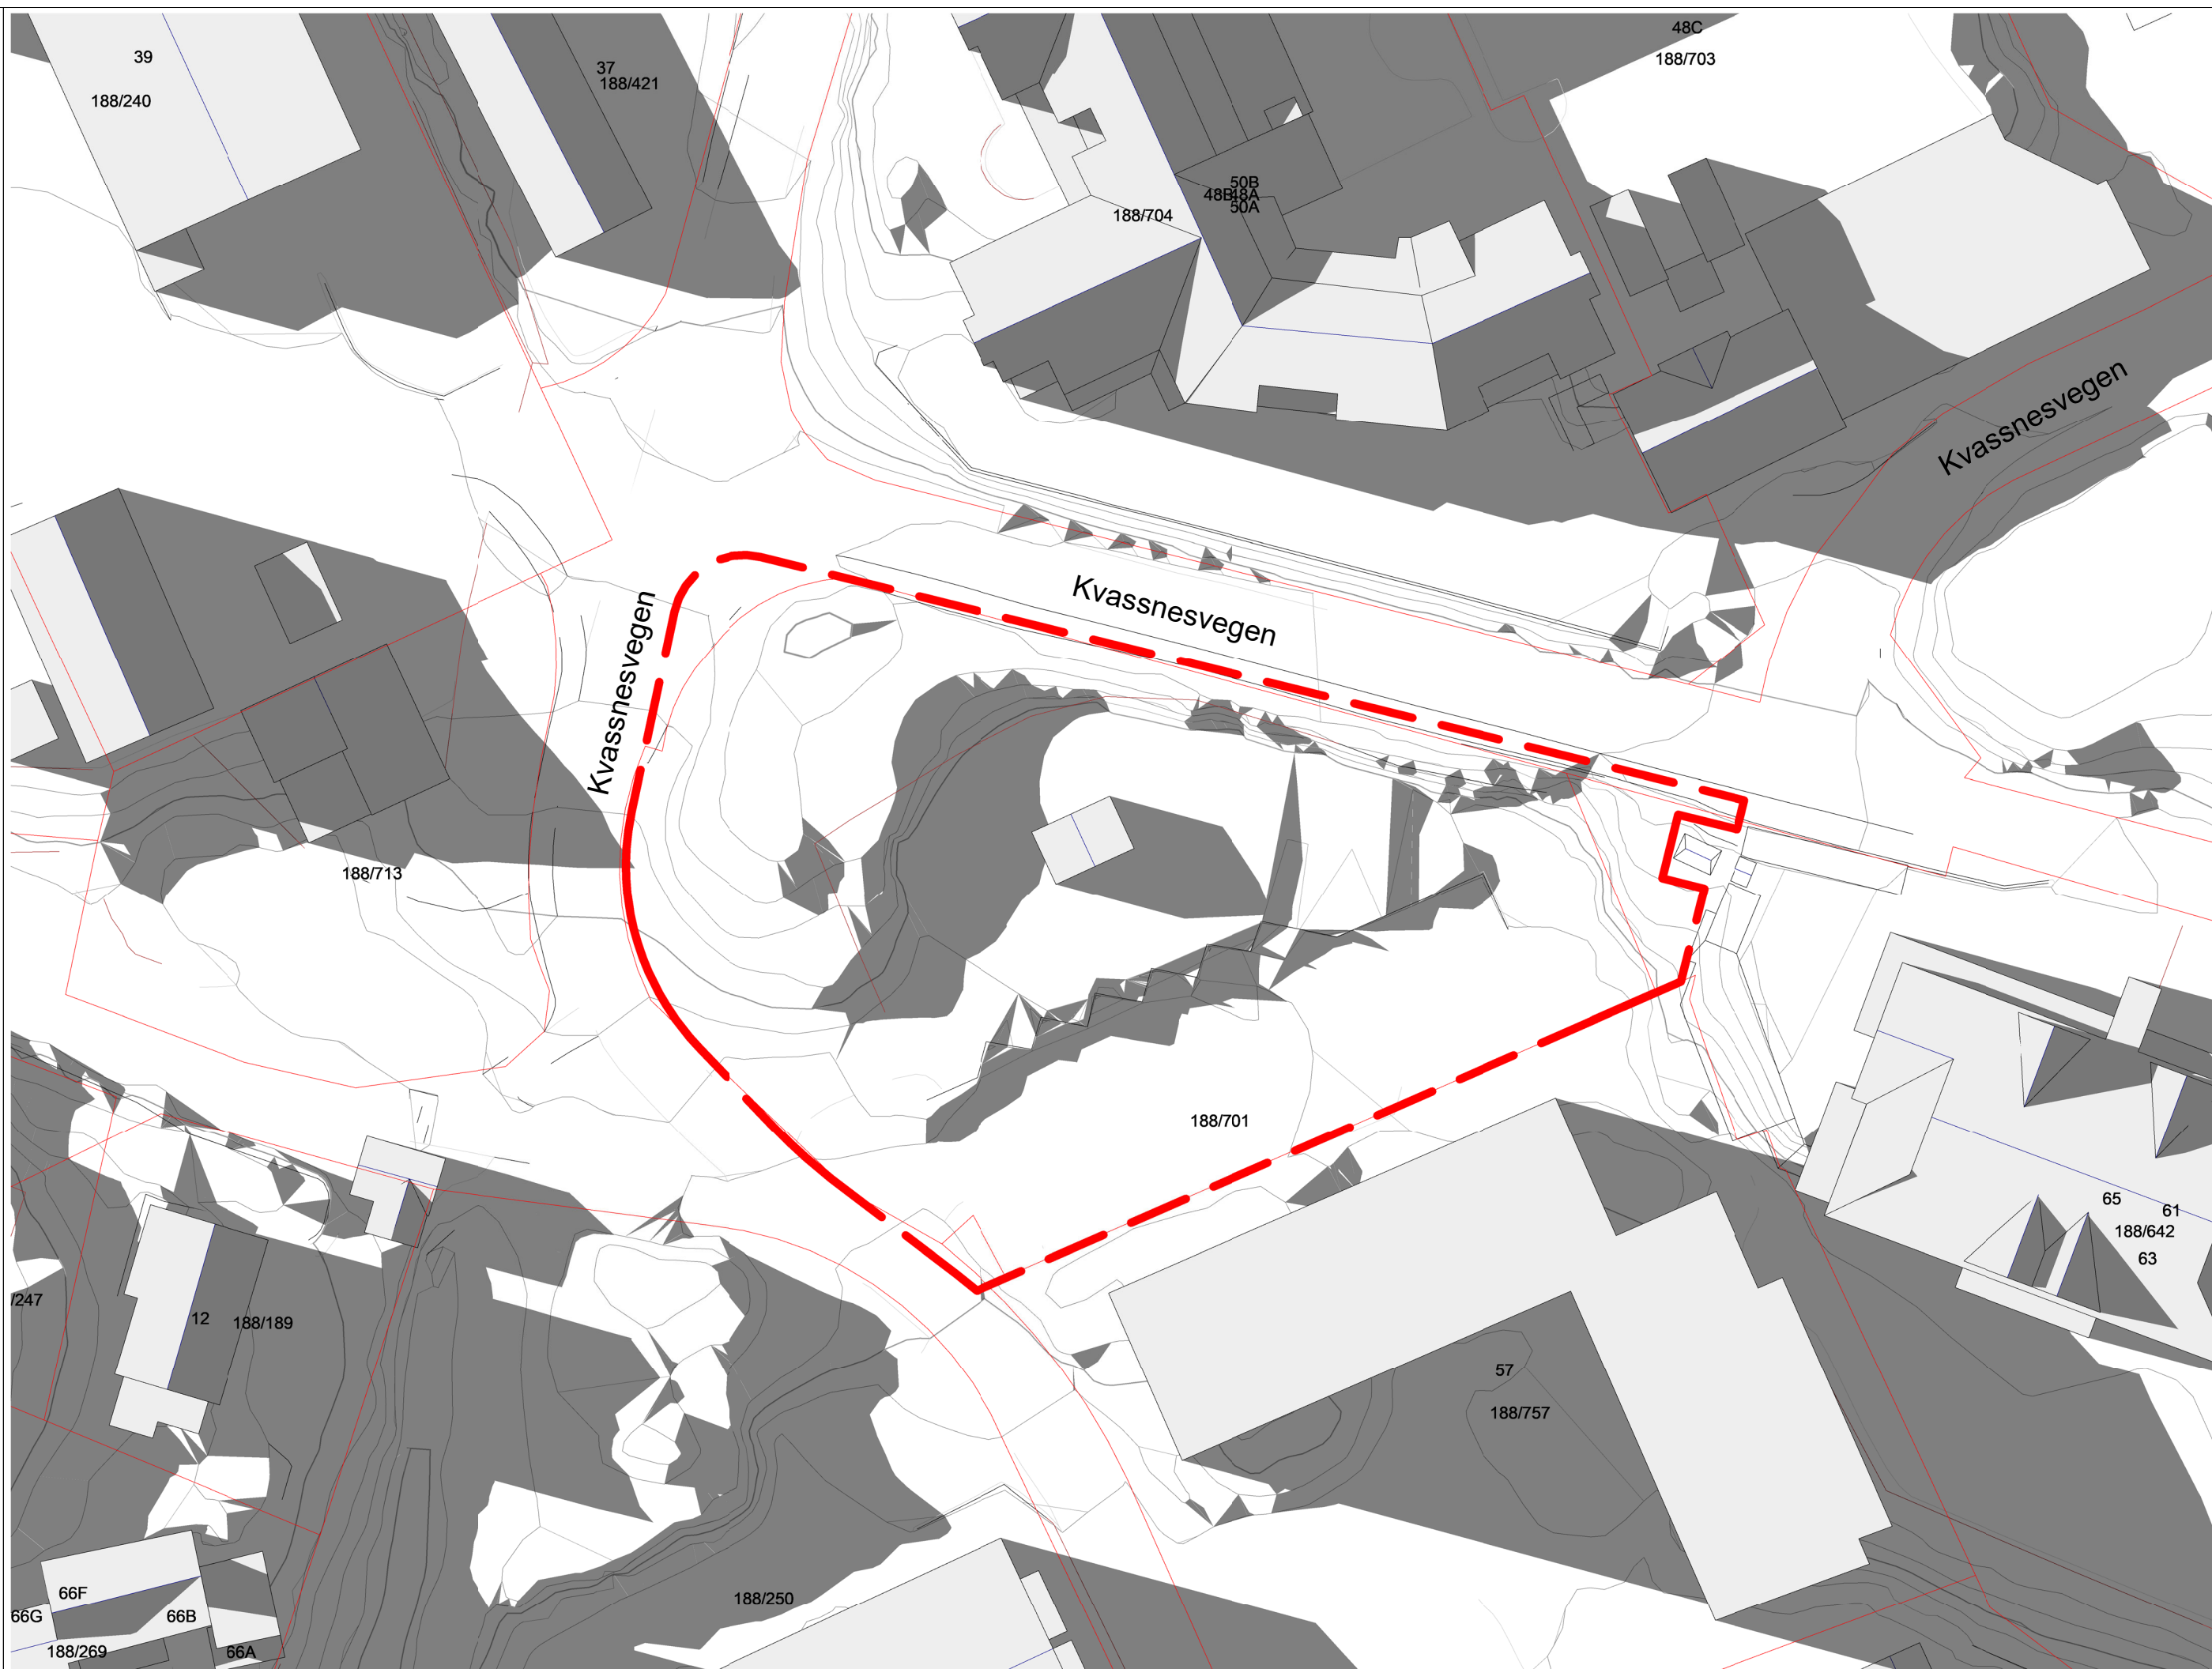 48C
39
188/703
37
188/421
188/240
50B
48B
48A
50A
188/704
Kvassnesvegen
Kvassnesvegen
Kvassnesvegen
188/713
188/701
65
61
188/642
63
/247
12
188/189
57
188/757
66F
188/250
66G
66B
188/269
66A